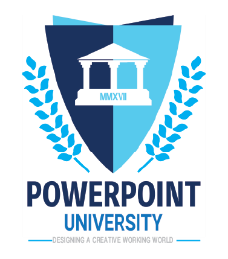 MMXVII
POWERPOINT
UNIVERSITY
DESIGNING A CREATIVE WORKING WORLD